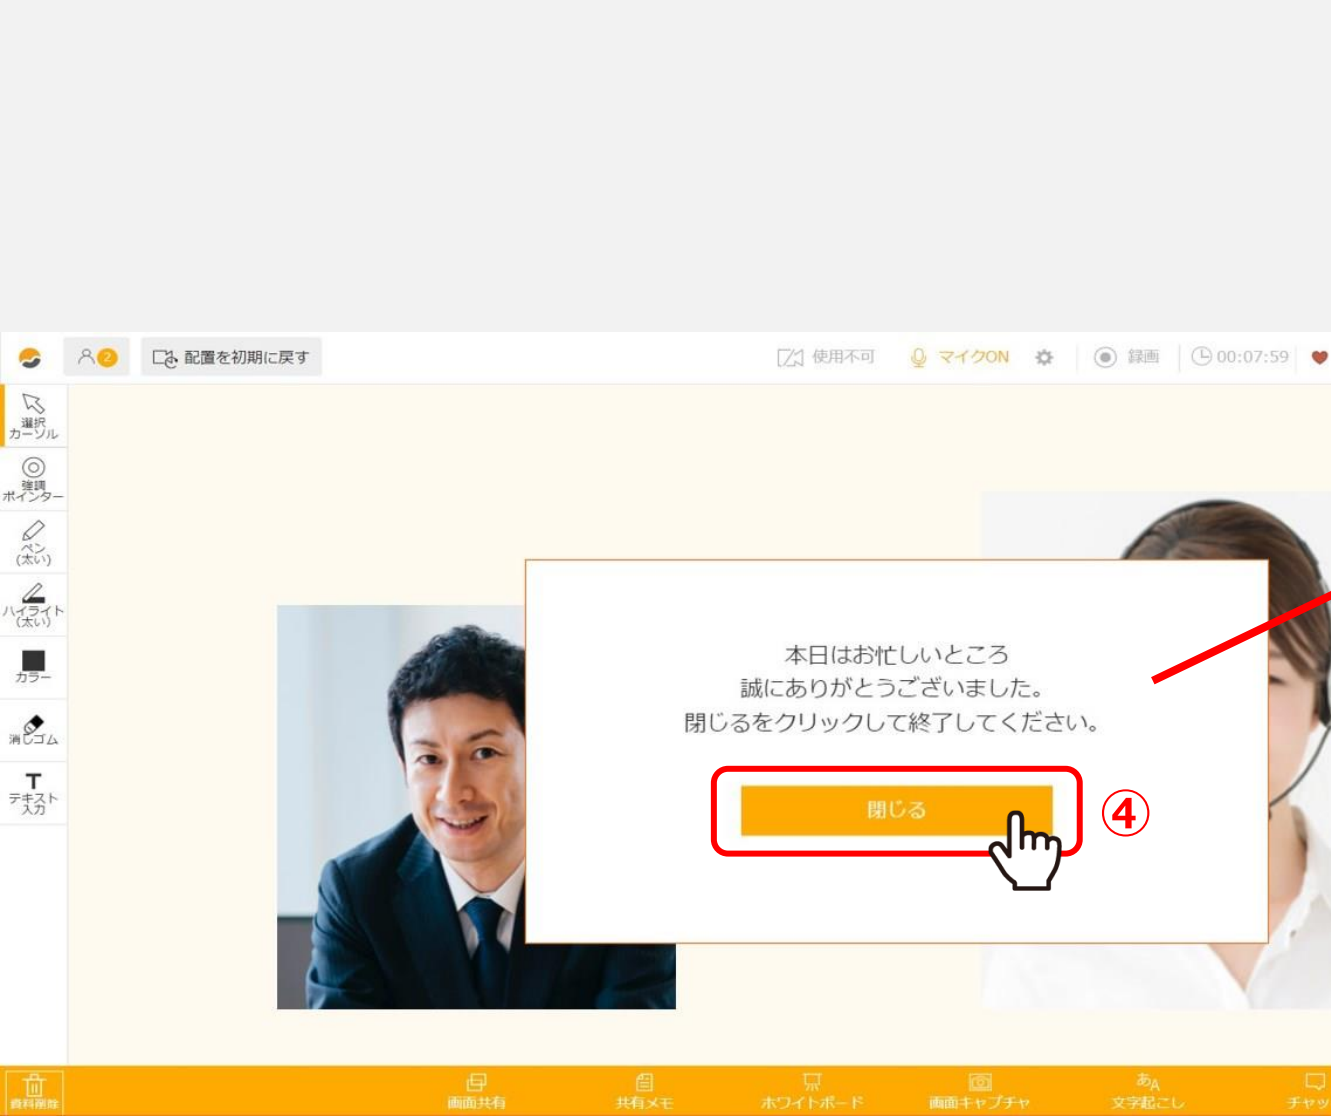 2
配置を初期に戻す
使用不可
マイクON
録画
00:07:59
選択
カーソル
強調
ポインター
ペン
(太い)
ハイライト
(太い)
カラー
消しゴム
T
テキスト
入力
本日はお忙しいところ
誠にありがとうございました。
閉じるをクリックして終了してください。
閉じる
④
資料削除
画面共有
共有メモ
ホワイトボード
画面キャプチャ
あA
文字起こし
チャッ